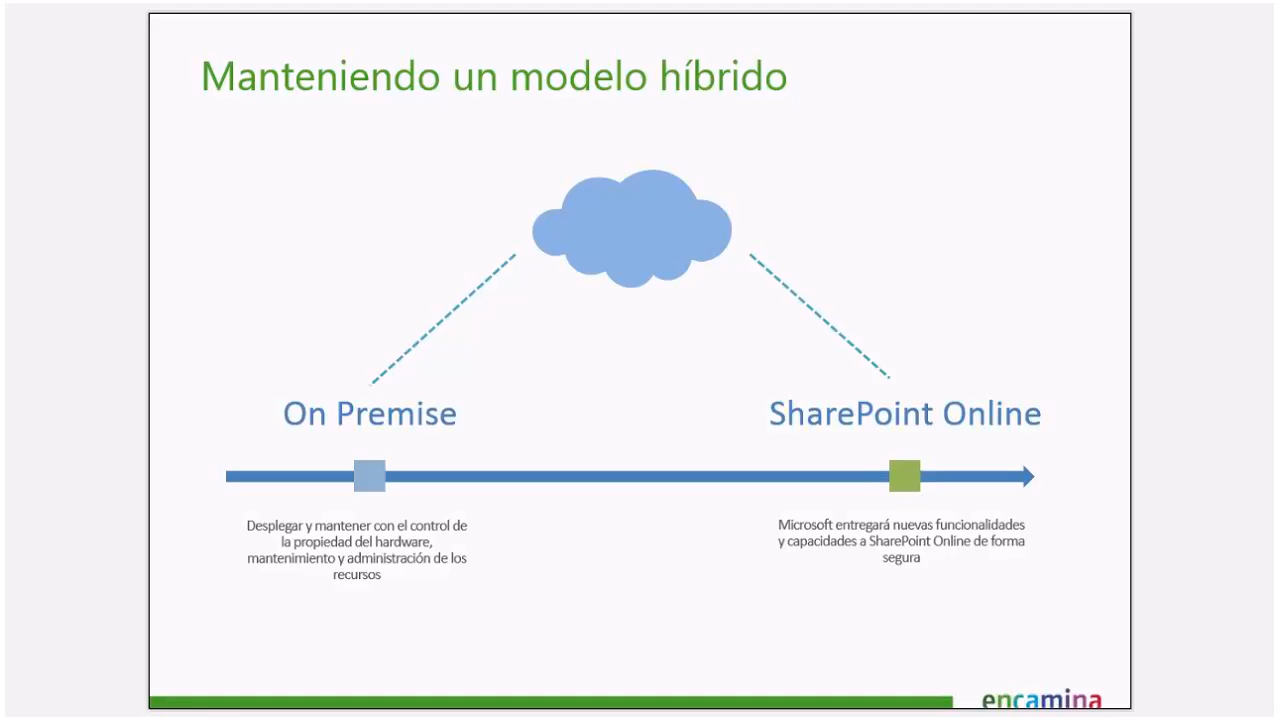 Manteniendo un modelo híbrido
On Premise
SharePoint Online
Desplegar y mantener con el control de
la propiedad del hardware,
mantenimiento y administración de los
recursos
Microsoft entregará nuevas funcionalidades
y capacidades a SharePoint Online de forma
segura
encamina